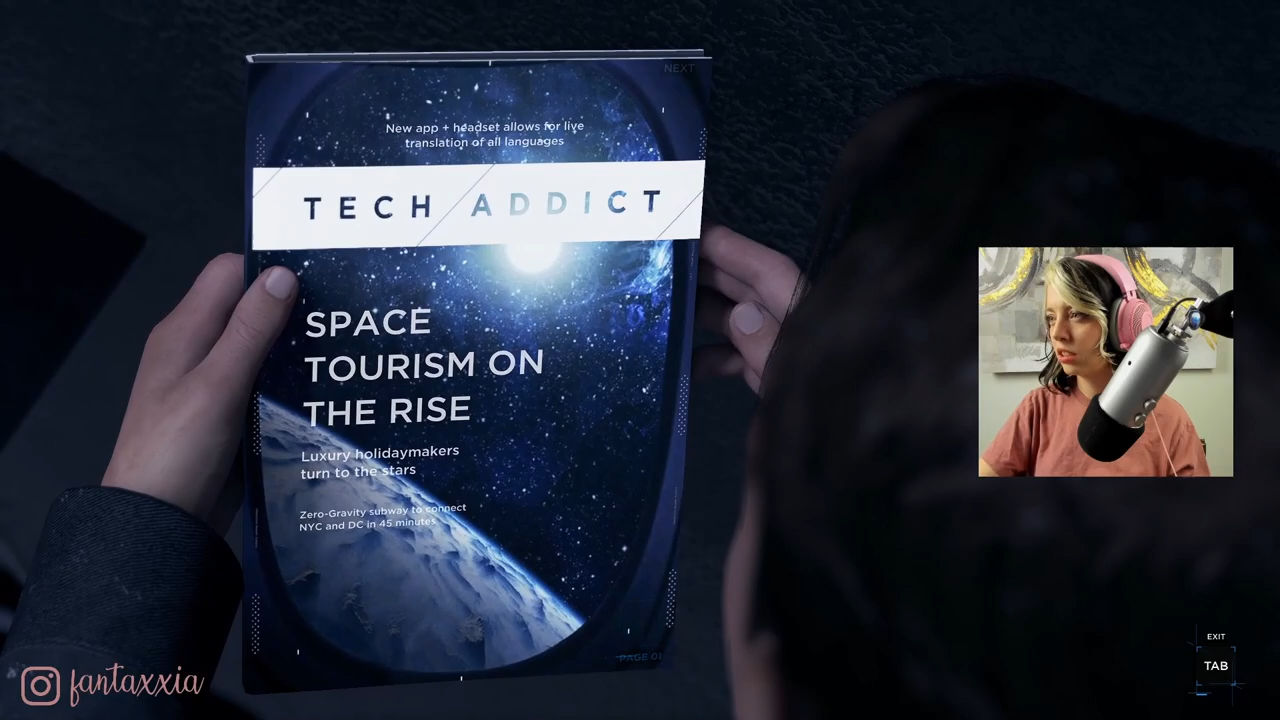 NEXT
New app + headset allows for live
translation of all languages
TECH ADDICT
SPACE
TOURISM ON
THE RISE
Luxury holidaymakers
turn to the stars
Zero-Gravity subway to connect
NYC and DC in 45 minutes
PAGE 01
EXIT
TAB
fantaxxia